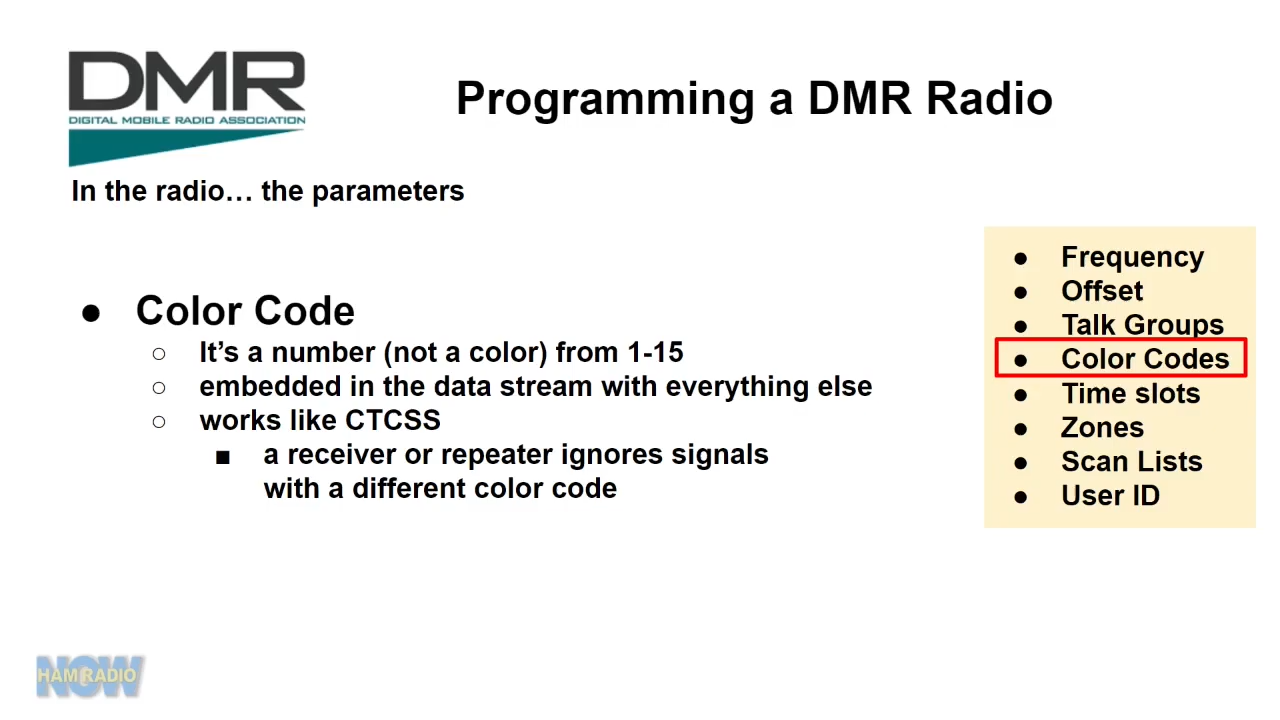 DMR
DIGITAL MOBILE RADIO ASSOCIATION
Programming a DMR Radio
In the radio… the parameters
● Color Code
○ It’s a number (not a color) from 1-15
○ embedded in the data stream with everything else
○ works like CTCSS
■ a receiver or repeater ignores signals
with a different color code
● Frequency
● Offset
● Talk Groups
● Color Codes
● Time slots
● Zones
● Scan Lists
● User ID
HAM RADIO
NOW